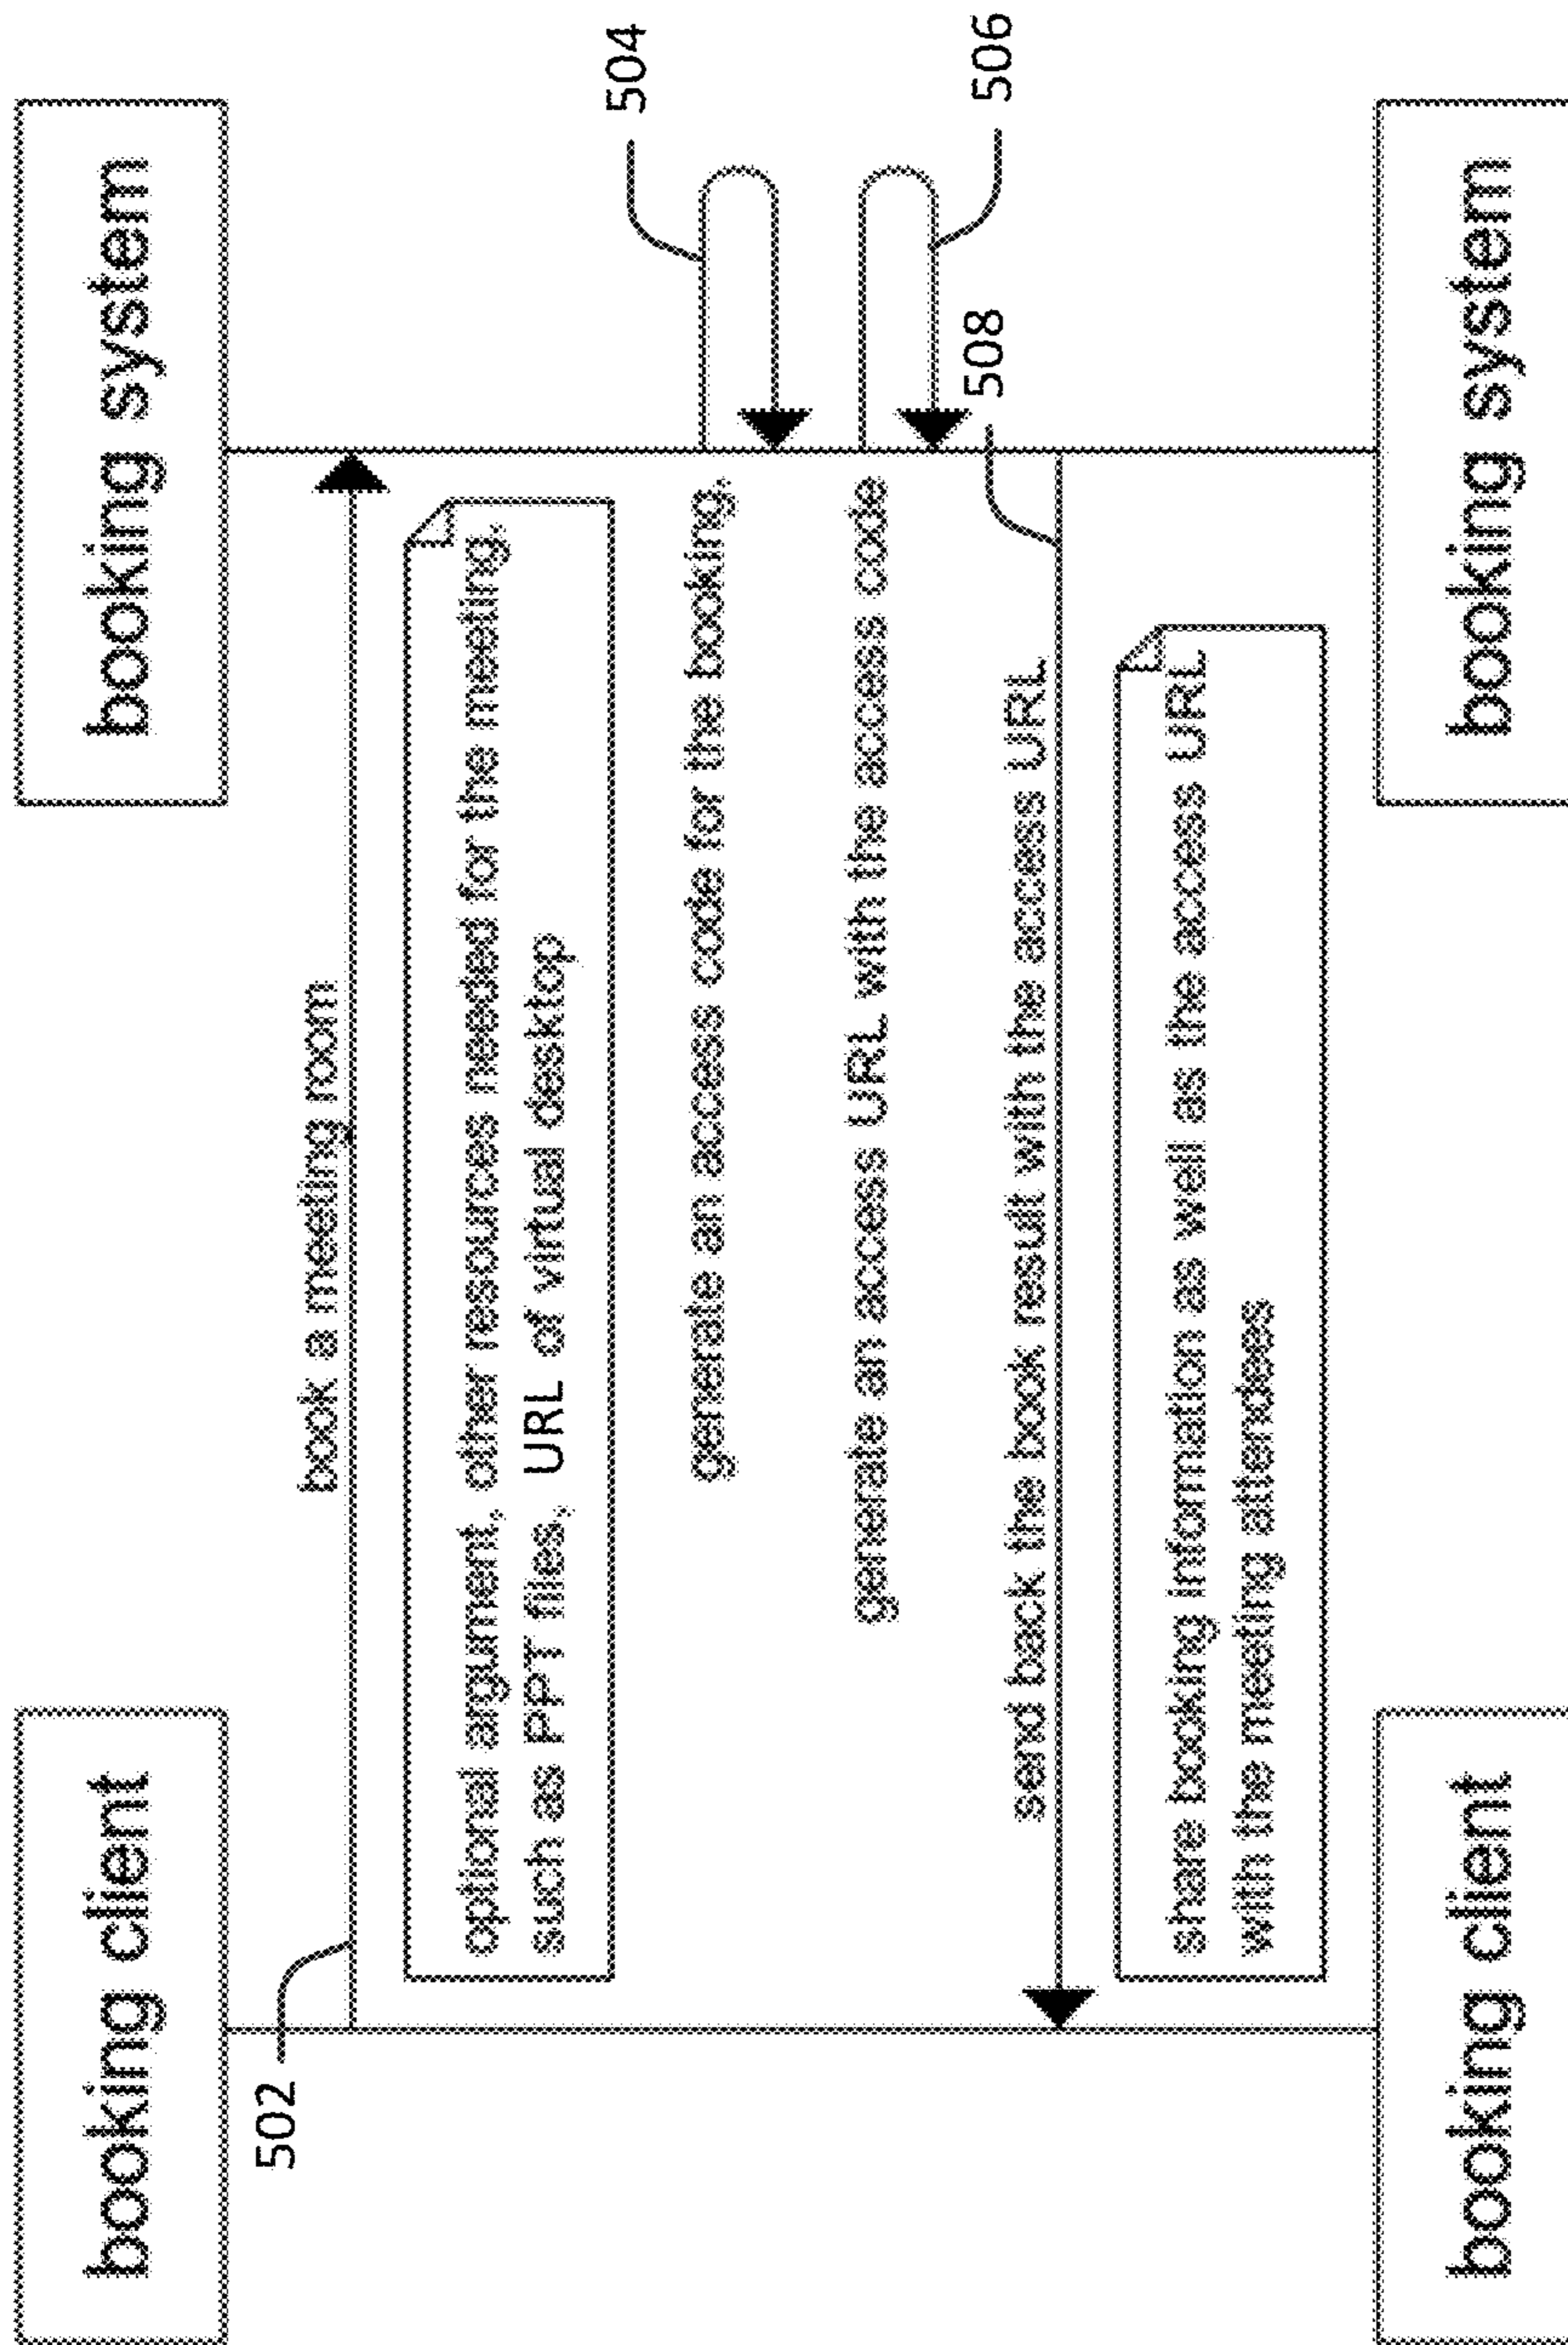 booking client
booking system
502
book a meeting room
optional argument, other resources needed for the meeting,
such as PPT files, URL of virtual desktop
504
generate an access code for the booking,
generate an access URL with the access code
506
508
send back the book result with the access URL
share booking information as well as the access URL
with the meeting attendees
booking client
booking system